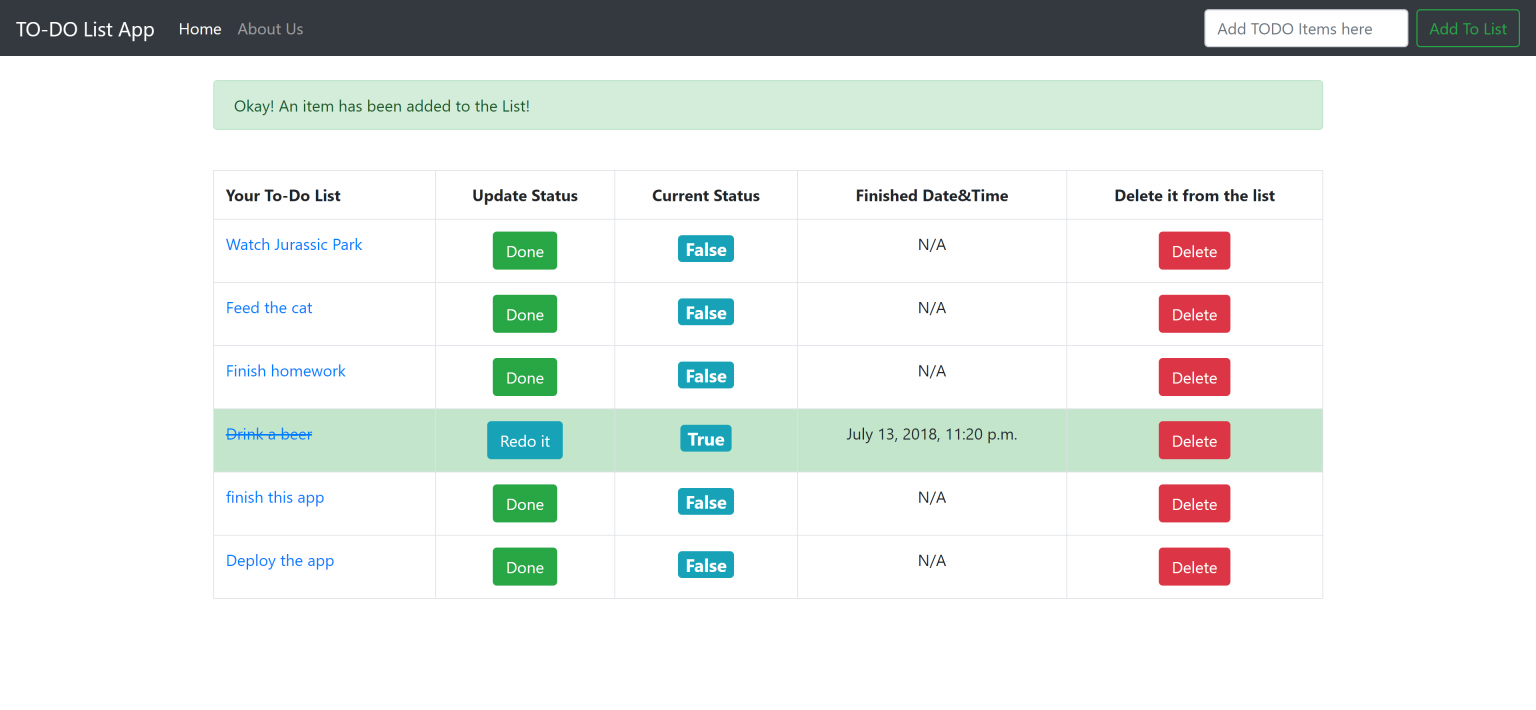 TO-DO List App Home About Us Add TODO Items here Add To List
Okay! An item has been added to the List!
Your To-Do List Update Status Current Status Finished Date&Time Delete it from the list
Watch Jurassic Park Done False N/A Delete
Feed the cat Done False N/A Delete
Finish homework Done False N/A Delete
Drink a beer Redo it True July 13, 2018, 11:20 p.m. Delete
finish this app Done False N/A Delete
Deploy the app Done False N/A Delete